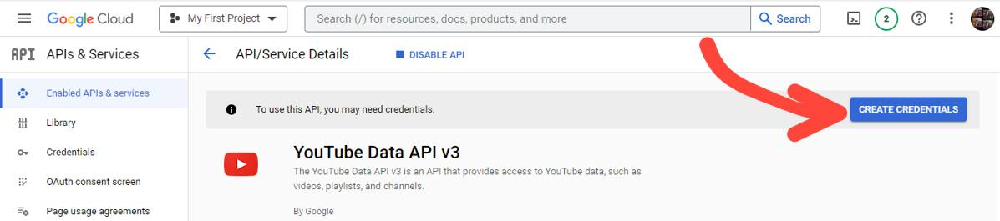 Google Cloud
My First Project
Search (/) for resources, docs, products, and more
Search
2
API
APIs & Services
API/Service Details
DISABLE API
Enabled APIs & services
Library
Credentials
OAuth consent screen
Page usage agreements
To use this API, you may need credentials.
CREATE CREDENTIALS
YouTube Data API v3
The YouTube Data API v3 is an API that provides access to YouTube data, such as
videos, playlists, and channels.
By Google